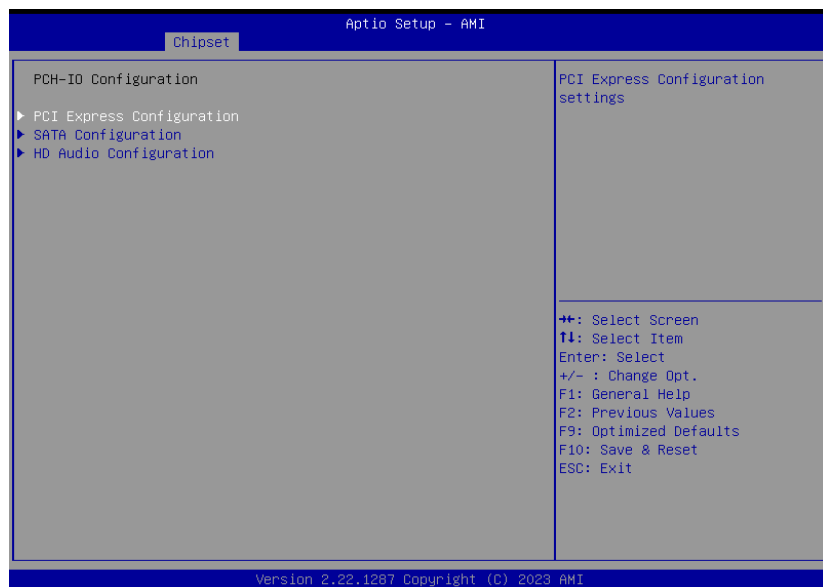 Aptio Setup – AMI
Chipset
PCH-IO Configuration
▶ PCI Express Configuration
▶ SATA Configuration
▶ HD Audio Configuration
PCI Express Configuration
settings
→←: Select Screen
↑↓: Select Item
Enter: Select
+/- : Change Opt.
F1: General Help
F2: Previous Values
F9: Optimized Defaults
F10: Save & Reset
ESC: Exit
Version 2.22.1287 Copyright (C) 2023 AMI